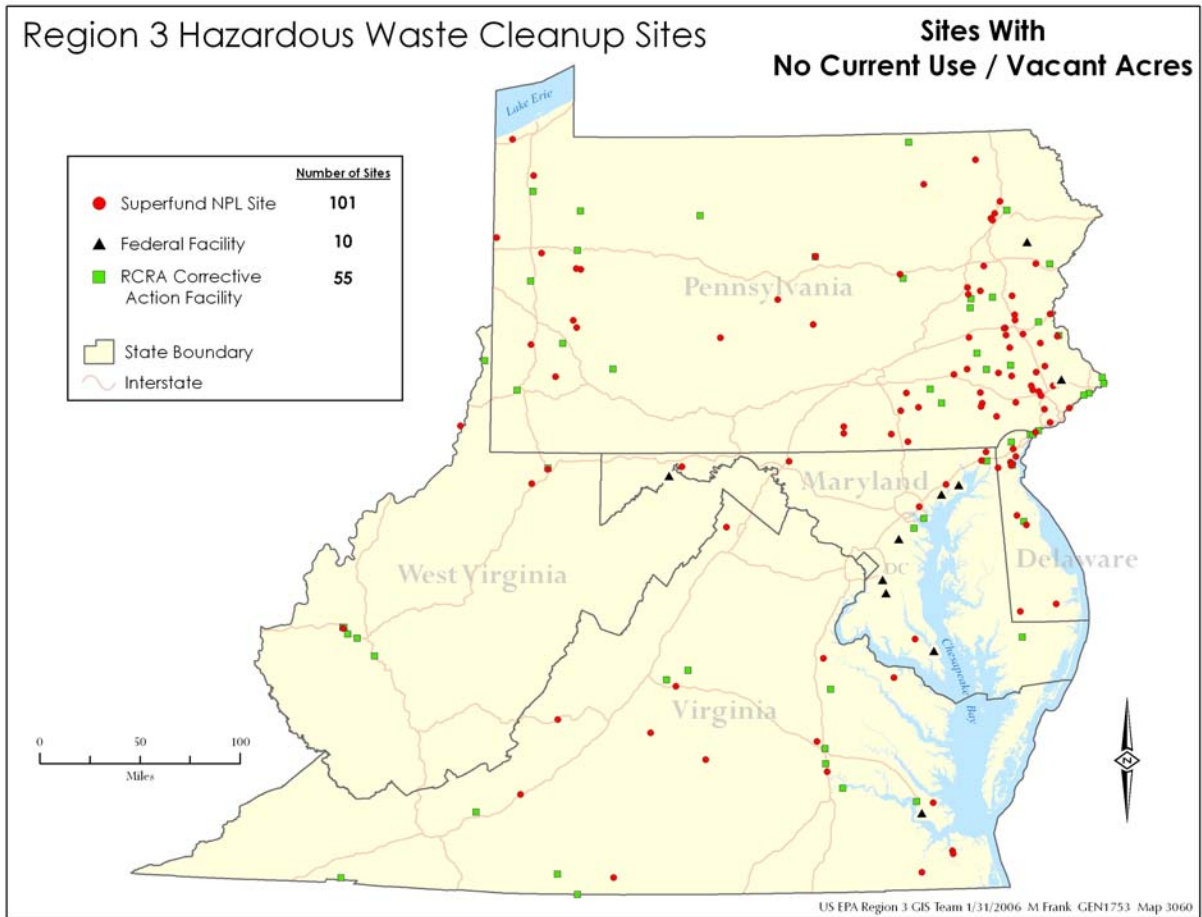 Region 3 Hazardous Waste Cleanup Sites
Sites With
No Current Use / Vacant Acres
Lake Erie
Number of Sites
Superfund NPL Site 101
Federal Facility 10
RCRA Corrective
Action Facility 55
State Boundary
Interstate
Pennsylvania
Maryland
West Virginia
DC
Delaware
Chesapeake
Bay
Virginia
0 50 100
Miles
N
US EPA Region 3 GIS Team 1/31/2006 M Frank GEN1753 Map 3060